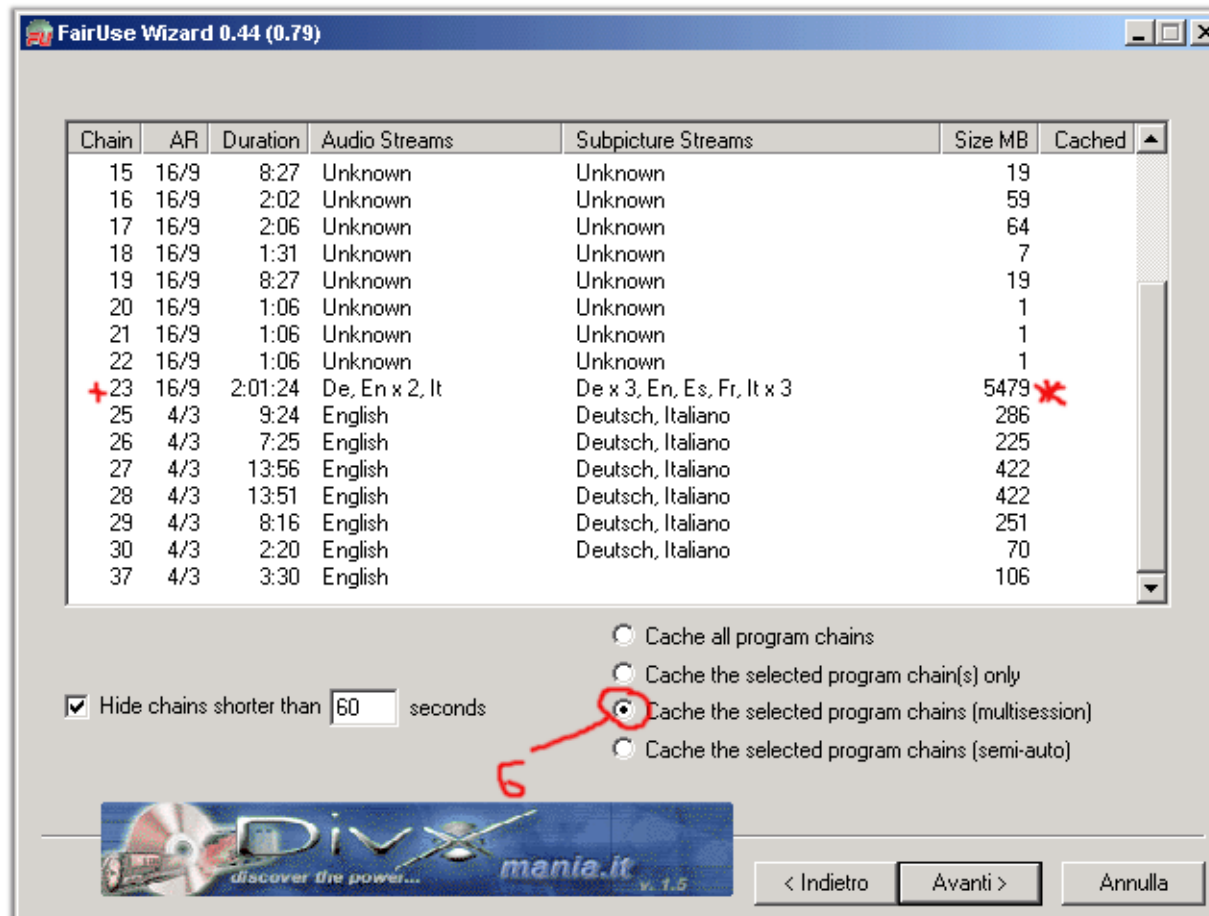 FairUse Wizard 0.44 (0.79)
Chain AR Duration Audio Streams Subpicture Streams Size MB Cached
15 16/9 8:27 Unknown Unknown 19
16 16/9 2:02 Unknown Unknown 59
17 16/9 2:06 Unknown Unknown 64
18 16/9 1:31 Unknown Unknown 7
19 16/9 8:27 Unknown Unknown 19
20 16/9 1:06 Unknown Unknown 1
21 16/9 1:06 Unknown Unknown 1
22 16/9 1:06 Unknown Unknown 1
23 16/9 2:01:24 De, En x 2, It De x 3, En, Es, Fr, It x 3 5479
25 4/3 9:24 English Deutsch, Italiano 286
26 4/3 7:25 English Deutsch, Italiano 225
27 4/3 13:56 English Deutsch, Italiano 422
28 4/3 13:51 English Deutsch, Italiano 422
29 4/3 8:16 English Deutsch, Italiano 251
30 4/3 2:20 English Deutsch, Italiano 70
37 4/3 3:30 English 106
Cache all program chains
Cache the selected program chain(s) only
Hide chains shorter than 60 seconds
Cache the selected program chains (multisession)
Cache the selected program chains (semi-auto)
6
DivX
mania.it
discover the power... v. 1.5
< Indietro Avanti > Annulla